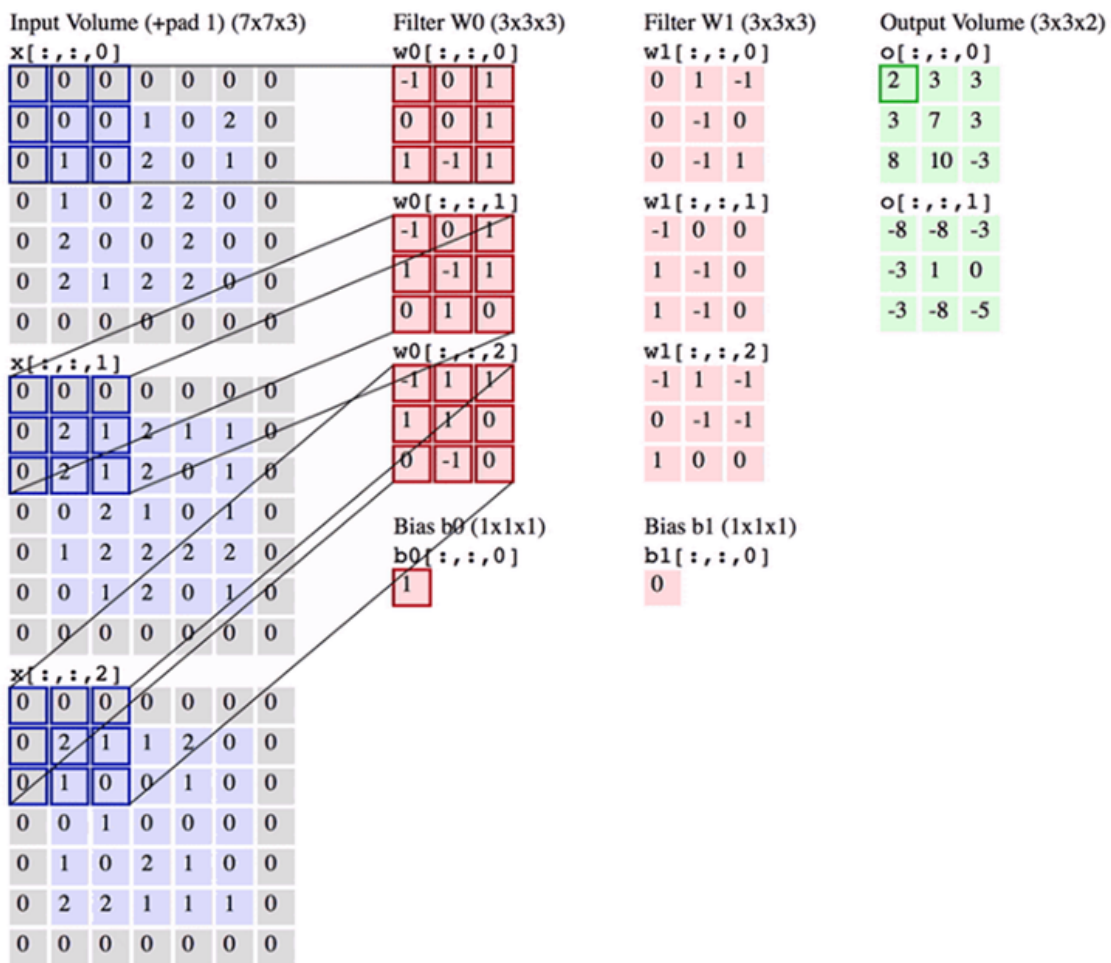 Input Volume (+pad 1) (7x7x3)
x[:,:,0]
0 0 0 0 0 0 0
0 0 0 1 0 2 0
0 1 0 2 0 1 0
0 1 0 2 2 0 0
0 2 0 0 2 0 0
0 2 1 2 2 0 0
0 0 0 0 0 0 0
x[:,:,1]
0 0 0 0 0 0 0
0 2 1 2 1 1 0
0 2 1 2 0 1 0
0 0 2 1 0 1 0
0 1 2 2 2 2 0
0 0 1 2 0 1 0
0 0 0 0 0 0 0
x[:,:,2]
0 0 0 0 0 0 0
0 2 1 1 2 0 0
0 1 0 0 1 0 0
0 0 1 0 0 0 0
0 1 0 2 1 0 0
0 2 2 1 1 1 0
0 0 0 0 0 0 0
Filter W0 (3x3x3)
w0[:,:,0]
-1 0 1
0 0 1
1 -1 1
w0[:,:,1]
-1 0 1
1 -1 1
0 1 0
w0[:,:,2]
-1 1 1
1 1 0
0 -1 0
Bias b0 (1x1x1)
b0[:,:,0]
1
Filter W1 (3x3x3)
w1[:,:,0]
0 1 -1
0 -1 0
0 -1 1
w1[:,:,1]
-1 0 0
1 -1 0
1 -1 0
w1[:,:,2]
-1 1 -1
0 -1 -1
1 0 0
Bias b1 (1x1x1)
b1[:,:,0]
0
Output Volume (3x3x2)
o[:,:,0]
2 3 3
3 7 3
8 10 -3
o[:,:,1]
-8 -8 -3
-3 1 0
-3 -8 -5